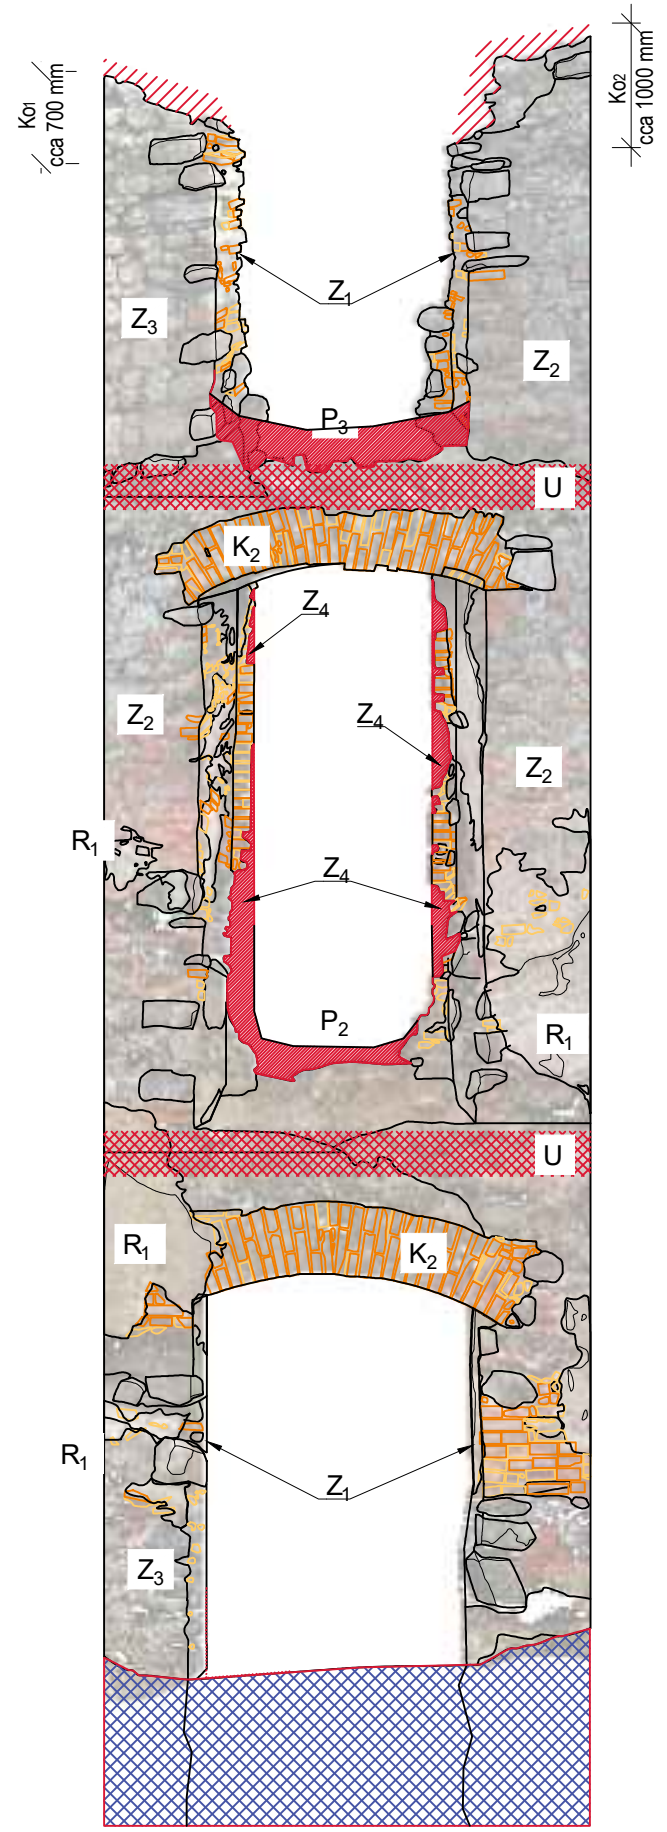 Ko1
cca 700 mm
Ko2
cca 1000 mm
Z1
Z3
Z2
P3
U
K2
Z4
Z2
Z4
Z2
R1
Z4
P2
R1
U
R1
K2
R1
Z1
Z3